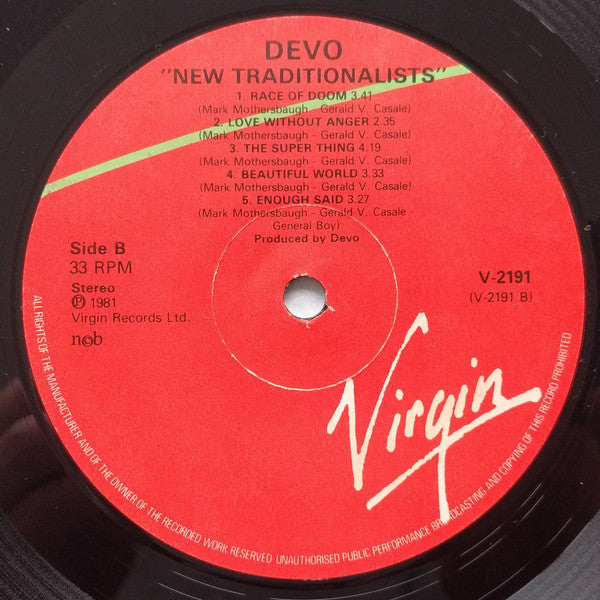 DEVO
"NEW TRADITIONALISTS"
1. RACE OF DOOM 3.41
(Mark Mothersbaugh - Gerald V. Casale)
2. LOVE WITHOUT ANGER 2.35
(Mark Mothersbaugh - Gerald V. Casale)
3. THE SUPER THING 4.19
(Mark Mothersbaugh - Gerald V. Casale)
4. BEAUTIFUL WORLD 3.33
(Mark Mothersbaugh - Gerald V. Casale)
5. ENOUGH SAID 3.27
(Mark Mothersbaugh - Gerald V. Casale -
General Boy)
Produced by Devo
Side B
33 RPM
Stereo
Ⓟ 1981
Virgin Records Ltd.
n©b
V-2191
(V-2191 B)
Virgin
ALL RIGHTS OF THE MANUFACTURER AND OF THE OWNER OF THE RECORDED WORK RESERVED UNAUTHORISED PUBLIC PERFORMANCE BROADCASTING AND COPYING OF THIS RECORD PROHIBITED